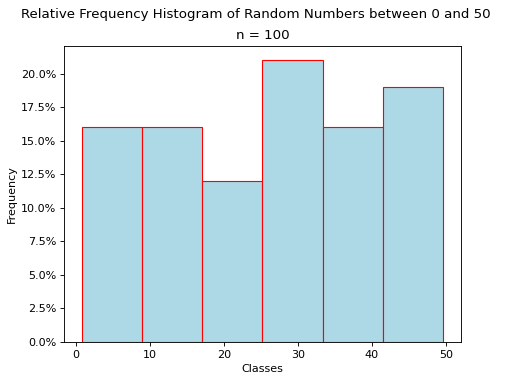 Relative Frequency Histogram of Random Numbers between 0 and 50
n = 100
Frequency
20.0%
17.5%
15.0%
12.5%
10.0%
7.5%
5.0%
2.5%
0.0%
0 10 20 30 40 50
Classes